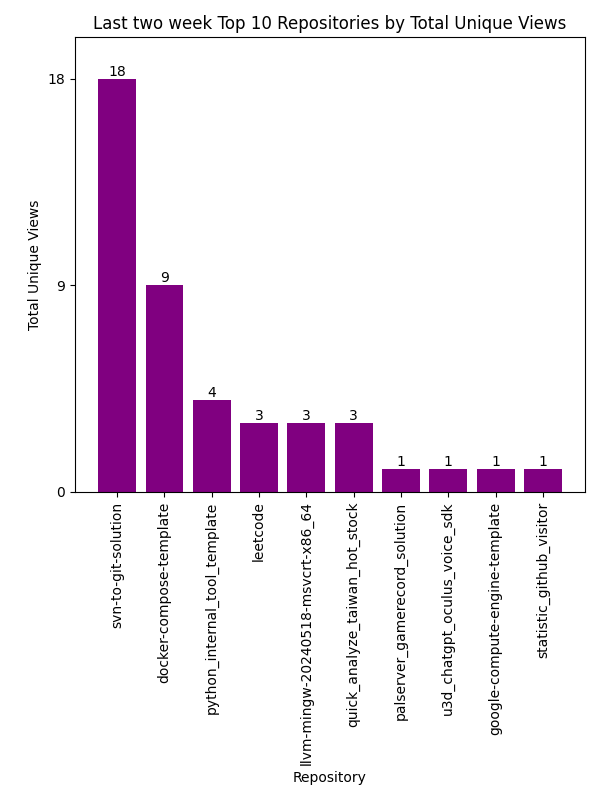 Last two week Top 10 Repositories by Total Unique Views
Total Unique Views
18
9
0
18
9
4
3
3
3
1
1
1
1
svn-to-git-solution
docker-compose-template
python_internal_tool_template
leetcode
llvm-mingw-20240518-msvcrt-x86_64
quick_analyze_taiwan_hot_stock
palserver_gamerecord_solution
u3d_chatgpt_oculus_voice_sdk
google-compute-engine-template
statistic_github_visitor
Repository